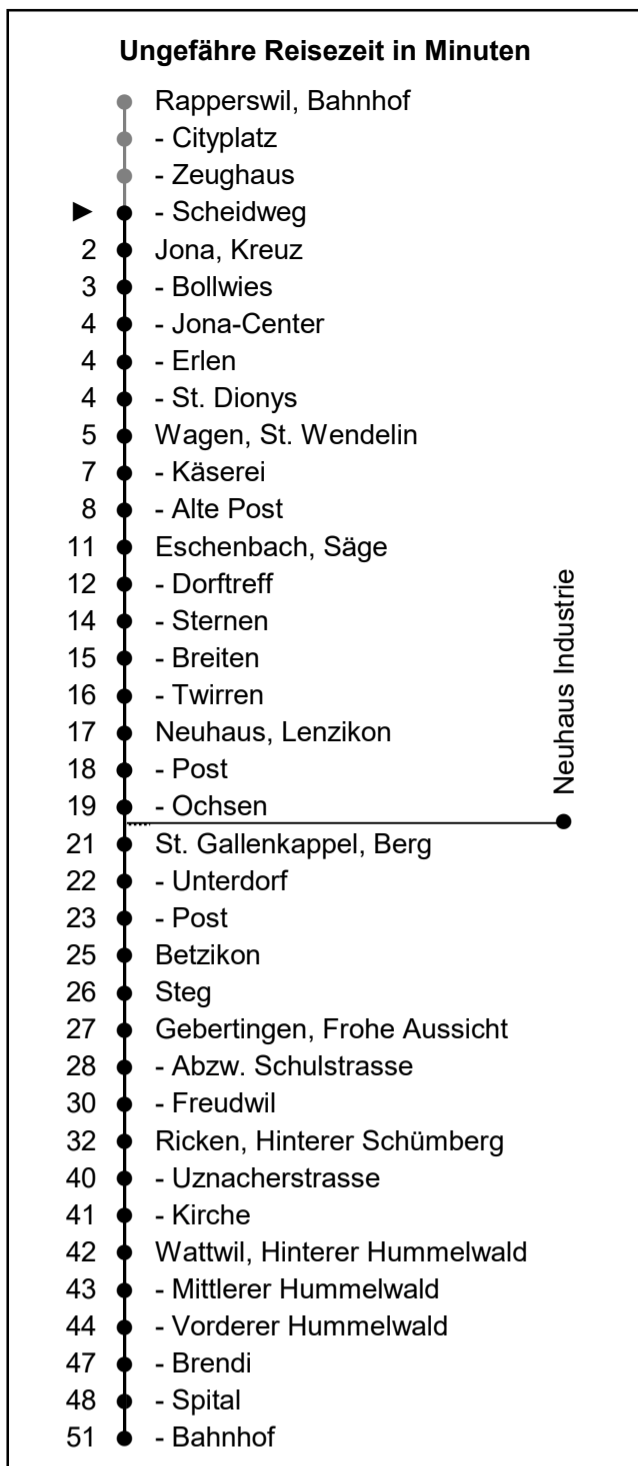 Ungefähre Reisezeit in Minuten
Rapperswil, Bahnhof
- Cityplatz
- Zeughaus
► - Scheidweg
2 Jona, Kreuz
3 - Bollwies
4 - Jona-Center
4 - Erlen
4 - St. Dionys
5 Wagen, St. Wendelin
7 - Käserei
8 - Alte Post
11 Eschenbach, Säge
12 - Dorftreff
14 - Sternen
15 - Breiten
16 - Twirren
17 Neuhaus, Lenzikon
18 - Post
19 - Ochsen
Neuhaus Industrie
21 St. Gallenkappel, Berg
22 - Unterdorf
23 - Post
25 Betzikon
26 Steg
27 Gebertingen, Frohe Aussicht
28 - Abzw. Schulstrasse
30 - Freudwil
32 Ricken, Hinterer Schümberg
40 - Uznacherstrasse
41 - Kirche
42 Wattwil, Hinterer Hummelwald
43 - Mittlerer Hummelwald
44 - Vorderer Hummelwald
47 - Brendi
48 - Spital
51 - Bahnhof